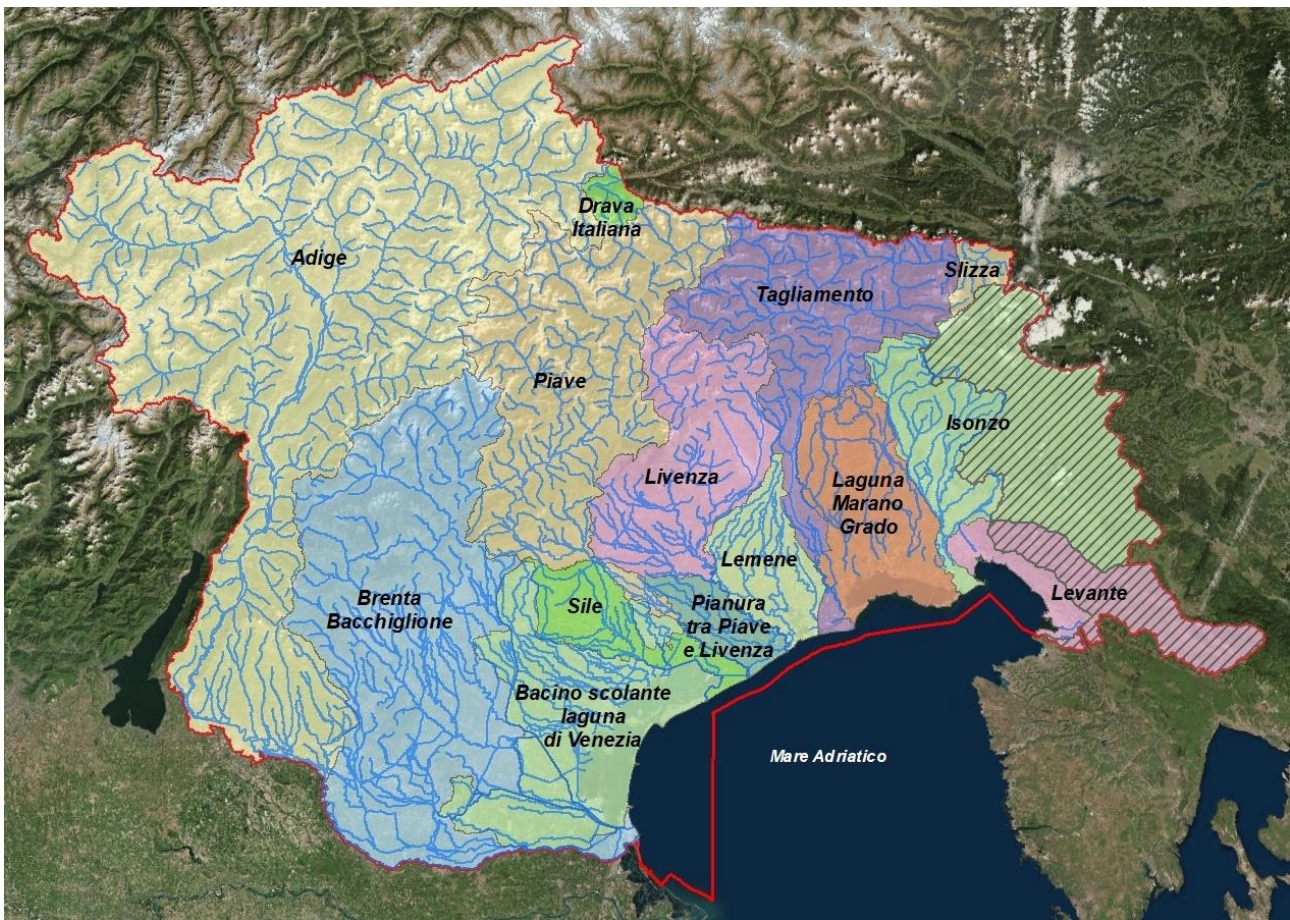 Drava
Italiana
Adige
Slizza
Tagliamento
Piave
Isonzo
Livenza
Laguna
Marano
Grado
Lemene
Brenta
Bacchiglione
Sile
Pianura
tra Piave
e Livenza
Levante
Bacino scolante
laguna
di Venezia
Mare Adriatico